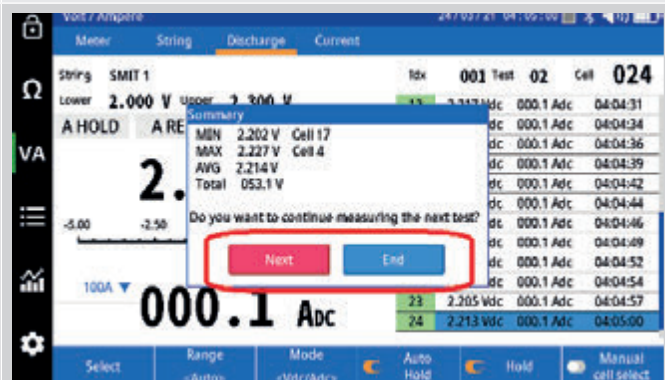 Volt / Ampere
Meter String Discharge Current
String SMIT 1
Idx 001 Test 02 Cell 024
Lower 2.000 V Upper 2.300 V
A HOLD A RE
Summary
MIN 2.202 V Cell 17
MAX 2.227 V Cell 4
AVG 2.214 V
Total 053.1 V
Do you want to continue measuring the next test?
Next End
Ω
VA
2.
-5.00 -2.50
100A ▼
000.1 ADC
13 2.217 Vdc 000.1 Adc 04:04:31
dc 000.1 Adc 04:04:34
dc 000.1 Adc 04:04:36
dc 000.1 Adc 04:04:39
dc 000.1 Adc 04:04:42
dc 000.1 Adc 04:04:44
dc 000.1 Adc 04:04:46
dc 000.1 Adc 04:04:49
dc 000.1 Adc 04:04:52
dc 000.1 Adc 04:04:54
23 2.205 Vdc 000.1 Adc 04:04:57
24 2.213 Vdc 000.1 Adc 04:05:00
Select
Range
<Auto>
Mode
<Vdc/Adc>
Auto
Hold
Hold
Manual
cell select